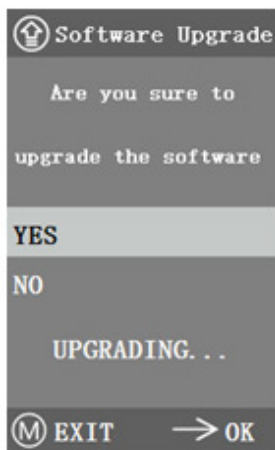 Software Upgrade
Are you sure to
upgrade the software
YES
NO
UPGRADING...
M EXIT → OK